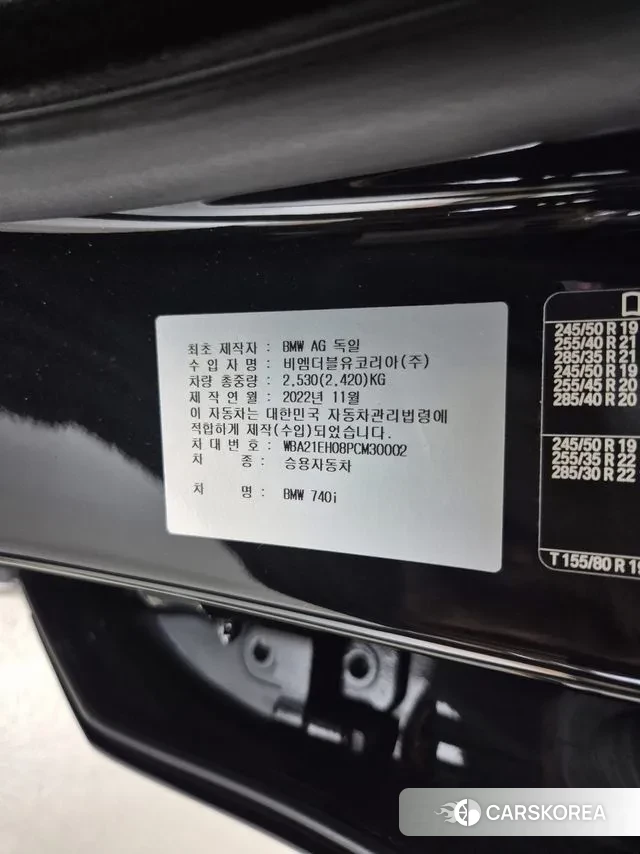 최초 제작자 : BMW AG 독일
수 입 자 명 : 비엠더블유코리아(주)
차량 총중량 : 2,530(2,420)KG
제 작 연 월 : 2022년 11월
이 자동차는 대한민국 자동차관리법령에
적합하게 제작(수입)되었습니다.
차 대 번 호 : WBA21EH08PCM30002
차 종 : 승용자동차
차 명 : BMW 740i
245/50 R 19
255/40 R 21
285/35 R 21
245/50 R 19
255/45 R 20
285/40 R 20
245/50 R 19
255/35 R 22
285/30 R 22
T 155/80 R 19
CARSKOREA